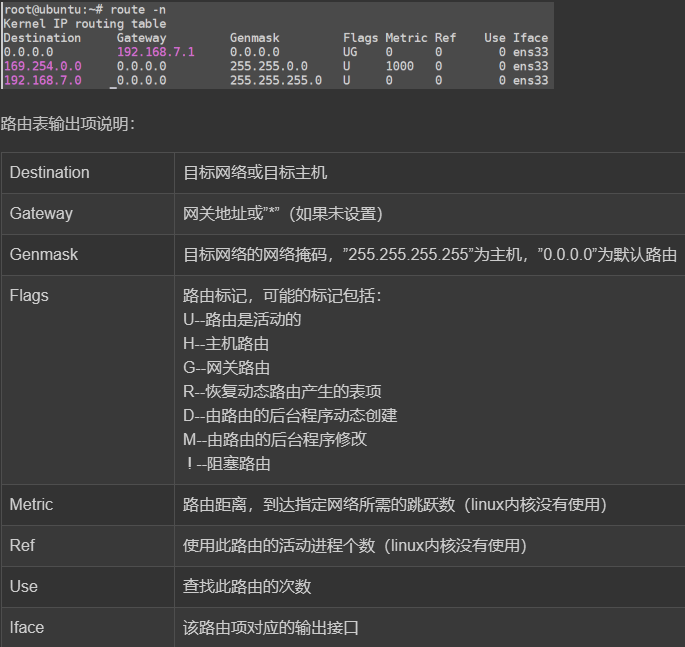 root@ubuntu:~# route -n
Kernel IP routing table
Destination Gateway Genmask Flags Metric Ref Use Iface
0.0.0.0 192.168.7.1 0.0.0.0 UG 0 0 0 ens33
169.254.0.0 0.0.0.0 255.255.0.0 U 1000 0 0 ens33
192.168.7.0 0.0.0.0 255.255.255.0 U 0 0 0 ens33
路由表输出项说明：
Destination 目标网络或目标主机
Gateway 网关地址或”*”（如果未设置）
Genmask 目标网络的网络掩码，”255.255.255.255”为主机，”0.0.0.0”为默认路由
Flags 路由标记，可能的标记包括：
U--路由是活动的
H--主机路由
G--网关路由
R--恢复动态路由产生的表项
D--由路由的后台程序动态创建
M--由路由的后台程序修改
！--阻塞路由
Metric 路由距离，到达指定网络所需的跳跃数（linux内核没有使用）
Ref 使用此路由的活动进程个数（linux内核没有使用）
Use 查找此路由的次数
Iface 该路由项对应的输出接口